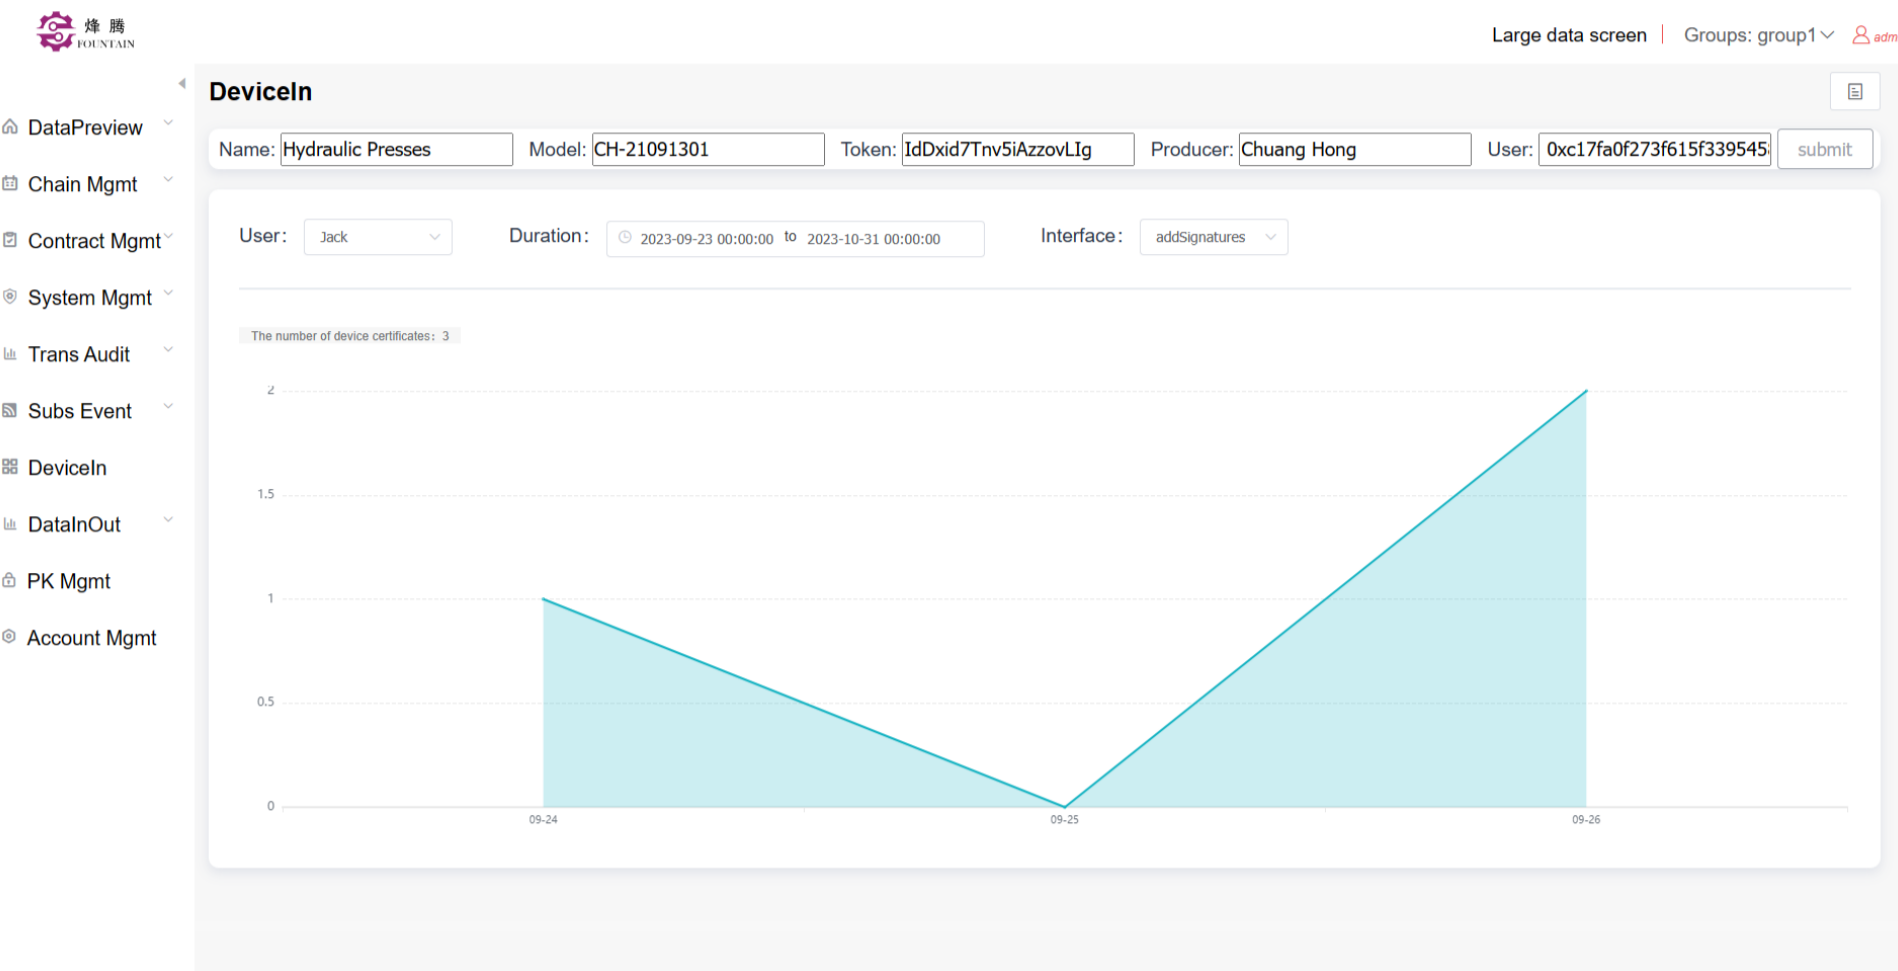 烽 腾
FOUNTAIN
Large data screen
Groups: group1
adm
DeviceIn
DataPreview
Chain Mgmt
Contract Mgmt
System Mgmt
Trans Audit
Subs Event
DeviceIn
DataInOut
PK Mgmt
Account Mgmt
Name: Hydraulic Presses Model: CH-21091301 Token: IdDxid7Tnv5iAzzovLIg Producer: Chuang Hong User: 0xc17fa0f273f615f339545 submit
User: Jack Duration: 2023-09-23 00:00:00 to 2023-10-31 00:00:00 Interface: addSignatures
The number of device certificates: 3
2
1.5
1
0.5
0
09-24 09-25 09-26